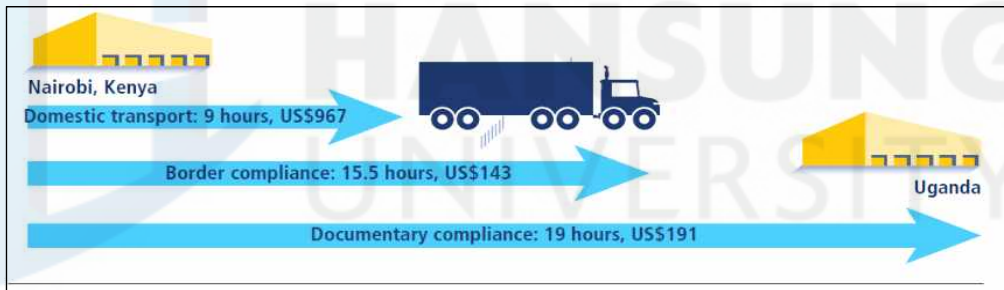 HANSUNG
UNIVERSITY
Nairobi, Kenya
Domestic transport: 9 hours, US$967
Border compliance: 15.5 hours, US$143
Uganda
Documentary compliance: 19 hours, US$191